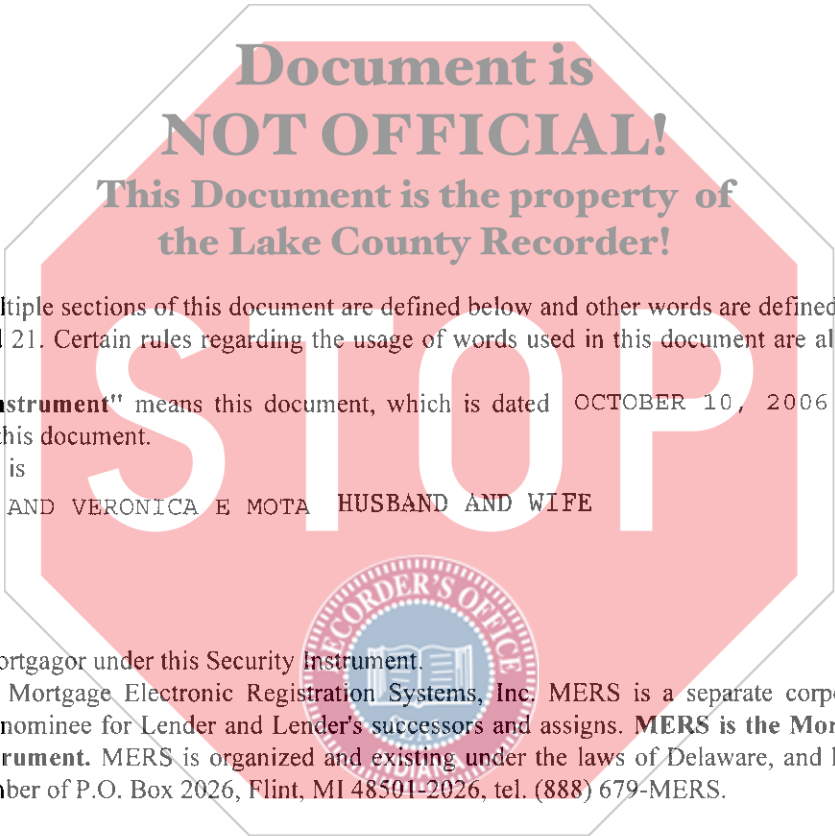 Document is
NOT OFFICIAL!
This Document is the property of
the Lake County Recorder!
ltiple sections of this document are defined below and other words are defined
21. Certain rules regarding the usage of words used in this document are al
STOP
nstrument" means this document, which is dated OCTOBER 10, 2006
this document.
is
AND VERONICA E MOTA HUSBAND AND WIFE
RECORDER'S OFFICE
ortgagor under this Security Instrument.
Mortgage Electronic Registration Systems, Inc. MERS is a separate corp
nominee for Lender and Lender's successors and assigns. MERS is the Mor
rument. MERS is organized and existing under the laws of Delaware, and
INDIANA
ber of P.O. Box 2026, Flint, MI 48501-2026, tel. (888) 679-MERS.